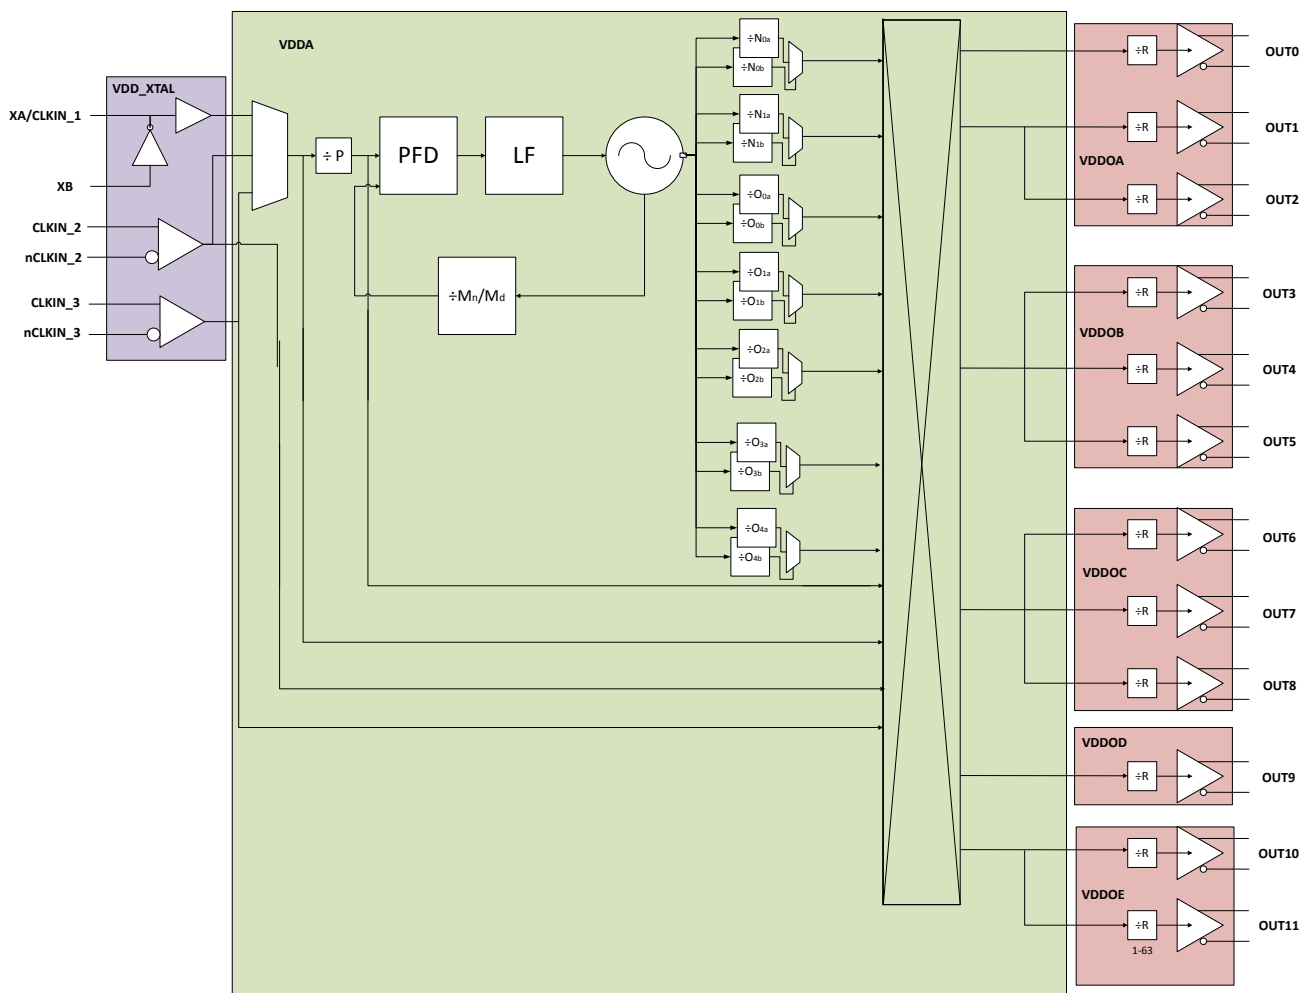 VDDA
VDD_XTAL
XA/CLKIN_1
XB
CLKIN_2
nCLKIN_2
CLKIN_3
nCLKIN_3
÷ P
PFD
LF
÷Mn/Md
÷N0a
÷N0b
÷N1a
÷N1b
÷O0a
÷O0b
÷O1a
÷O1b
÷O2a
÷O2b
÷O3a
÷O3b
÷O4a
÷O4b
÷R
OUT0
÷R
OUT1
VDDOA
÷R
OUT2
÷R
OUT3
VDDOB
÷R
OUT4
÷R
OUT5
÷R
OUT6
VDDOC
÷R
OUT7
÷R
OUT8
VDDOD
÷R
OUT9
÷R
OUT10
VDDOE
÷R
OUT11
1-63